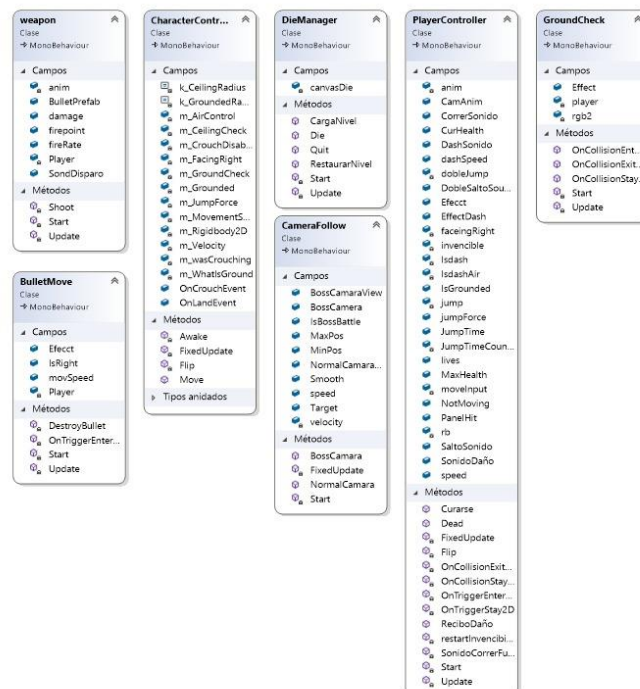 weapon
Clase
MonoBehaviour
Campos
anim
BulletPrefab
damage
firepoint
fireRate
Player
SondDisparo
Métodos
Shoot
Start
Update
BulletMove
Clase
MonoBehaviour
Campos
Efecct
IsRight
movSpeed
Player
Métodos
DestroyBullet
OnTriggerEnter...
Start
Update
CharacterContr...
Clase
MonoBehaviour
Campos
k_CeilingRadius
k_GroundedRa...
m_AirControl
m_CeilingCheck
m_CrouchDisab...
m_FacingRight
m_GroundCheck
m_Grounded
m_JumpForce
m_MovementS...
m_Rigidbody2D
m_Velocity
m_wasCrouching
m_WhatIsGround
OnCrouchEvent
OnLandEvent
Métodos
Awake
FixedUpdate
Flip
Move
Tipos anidados
DieManager
Clase
MonoBehaviour
Campos
canvasDie
Métodos
CargaNivel
Die
Quit
RestaurarNivel
Start
Update
CameraFollow
Clase
MonoBehaviour
Campos
BossCamaraView
BossCamera
IsBossBattle
MaxPos
MinPos
NormalCamara...
Smooth
speed
Target
velocity
Métodos
BossCamara
FixedUpdate
NormalCamara
Start
PlayerController
Clase
MonoBehaviour
Campos
anim
CamAnim
CorrerSonido
CurHealth
DashSonido
dashSpeed
dobleJump
DobleSaltoSou...
Efecct
EffectDash
faceingRight
invencible
Isdash
IsdashAir
IsGrounded
jump
jumpForce
JumpTime
JumpTimeCoun...
lives
MaxHealth
moveInput
NotMoving
PanelHit
rb
SaltoSonido
SonidoDaño
speed
Métodos
Curarse
Dead
FixedUpdate
Flip
OnCollisionExit...
OnCollisionStay...
OnTriggerEnter...
OnTriggerStay2D
ReciboDaño
restartInvencibi...
SonidoCorrerFu...
Start
Update
GroundCheck
Clase
MonoBehaviour
Campos
Effect
player
rgb2
Métodos
OnCollisionEnt...
OnCollisionExit...
OnCollisionStay...
Start
Update